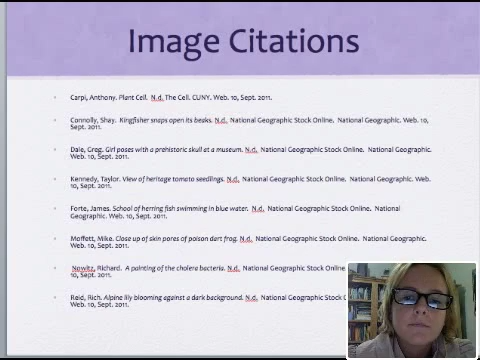 Image Citations
Carpi, Anthony. Plant Cell. N.d. The Cell. CUNY. Web. 10, Sept. 2011.
Connolly, Shay. Kingfisher snaps open its beaks. N.d. National Geographic Stock Online. National Geographic. Web. 10,
Sept. 2011.
Dale, Greg. Girl poses with a prehistoric skull at a museum. N.d. National Geographic Stock Online. National Geographic.
Web. 10, Sept. 2011.
Kennedy, Taylor. View of heritage tomato seedlings. N.d. National Geographic Stock Online. National Geographic. Web.
10, Sept. 2011.
Forte, James. School of herring fish swimming in blue water. N.d. National Geographic Stock Online. National
Geographic. Web. 10, Sept. 2011.
Moffett, Mike. Close up of skin pores of poison dart frog. N.d. National Geographic Stock Online. National Geographic.
Web. 10, Sept. 2011.
Nowitz, Richard. A painting of the cholera bacteria. N.d. National Geographic Stock Online.
10, Sept. 2011.
Reid, Rich. Alpine lily blooming against a dark background. N.d. National Geographic Stock
Web. 10, Sept. 2011.